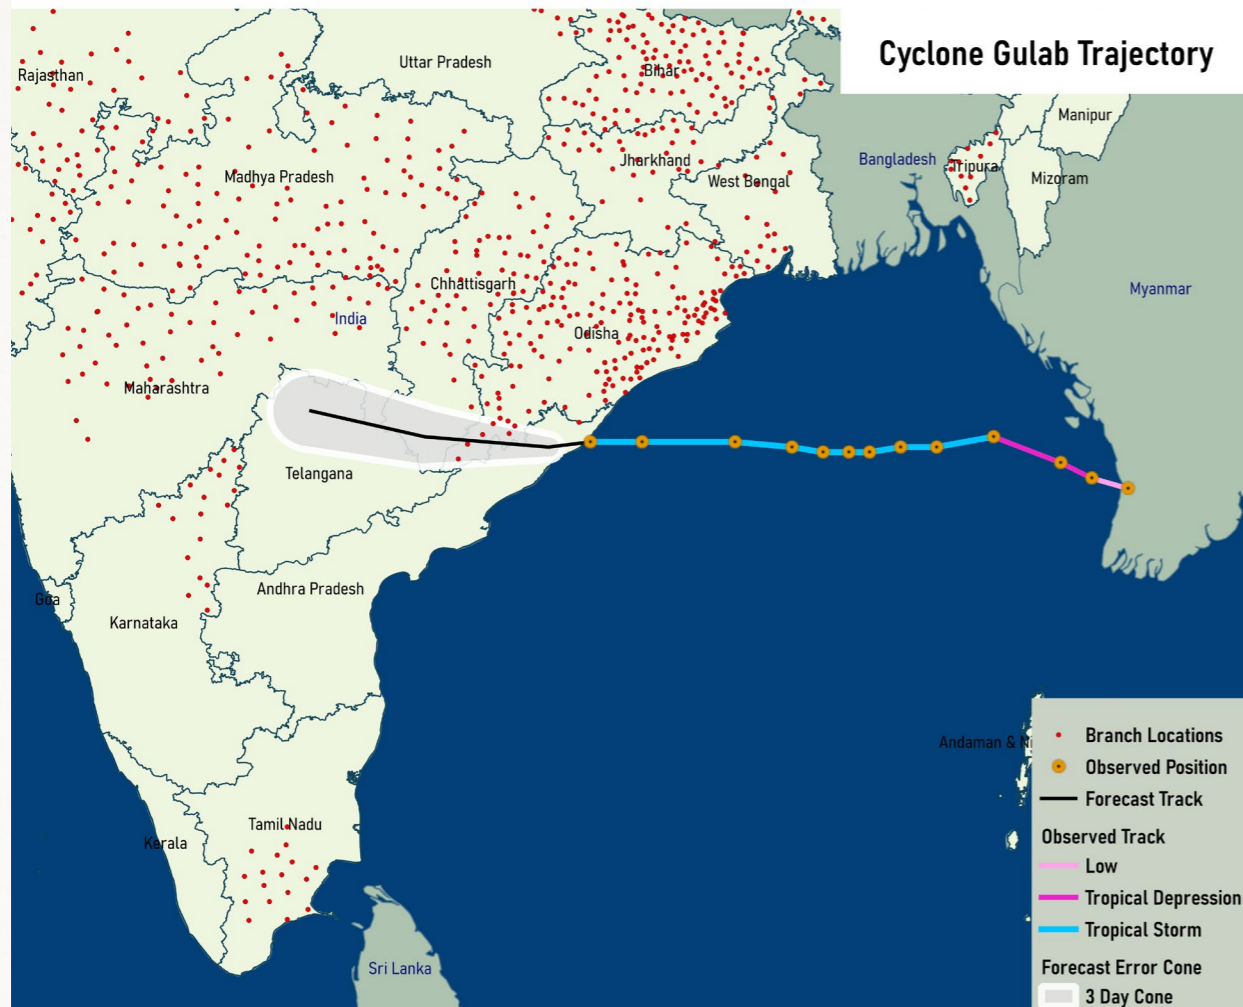 Cyclone Gulab Trajectory
Uttar Pradesh
Rajasthan
Bihar
Manipur
Bangladesh
Jharkhand
Tripura
Madhya Pradesh
West Bengal
Mizoram
Chhattisgarh
Myanmar
India
Odisha
Maharashtra
Telangana
Andhra Pradesh
Goa
Karnataka
Andaman & Ni
Tamil Nadu
Kerala
Sri Lanka
Branch Locations
Observed Position
Forecast Track
Observed Track
Low
Tropical Depression
Tropical Storm
Forecast Error Cone
3 Day Cone